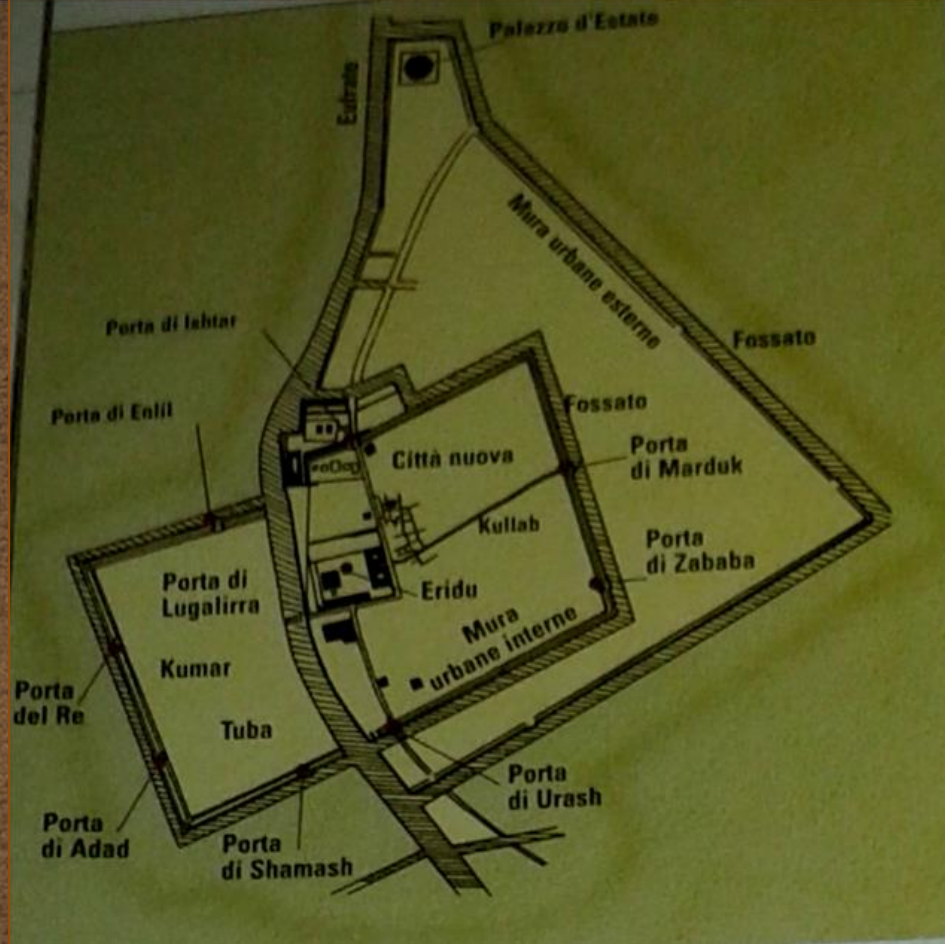 Palazzo d'Estate
Eufrate
Mura urbane esterne
Porta di Ishtar
Fossato
Porta di Enlil
Fossato
Città nuova
Porta
di Marduk
Kullab
Porta
di Zababa
Porta di
Lugalirra
Eridu
Mura
urbane interne
Kumar
Porta
del Re
Tuba
Porta
di Urash
Porta
di Adad
Porta
di Shamash